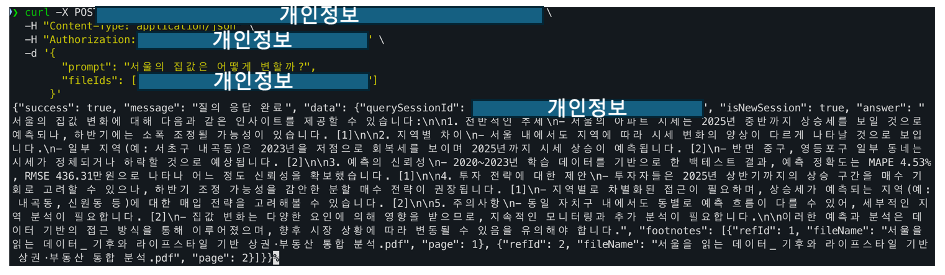 ❯ curl -X POS 개인정보 \
-H "Content-Type: application/json" \
-H "Authorization: 개인정보 ' \
-d '{
"prompt": "서울의 집값은 어떻게 변할까?",
"fileIds": [ 개인정보 "]
}'
{"success": true, "message": "질의 응답 완료", "data": {"querySessionId": 개인정보 ", "isNewSession": true, "answer": "
서울의 집값 변화에 대해 다음과 같은 인사이트를 제공할 수 있습니다:\n\n1. 전반적인 추세\n- 서울의 아파트 시세는 2025년 중반까지 상승세를 보일 것으로
예측되나, 하반기에는 소폭 조정될 가능성이 있습니다. [1]\n\n2. 지역별 차이\n- 서울 내에서도 지역에 따라 시세 변화의 양상이 다르게 나타날 것으로 보입
니다.\n- 일부 지역(예: 서초구 내곡동)은 2023년을 저점으로 회복세를 보이며 2025년까지 시세 상승이 예측됩니다. [2]\n- 반면 중구, 영등포구 일부 동네는
시세가 정체되거나 하락할 것으로 예상됩니다. [2]\n\n3. 예측의 신뢰성\n- 2020~2023년 학습 데이터를 기반으로 한 백테스트 결과, 예측 정확도는 MAPE 4.53%
, RMSE 436.31만원으로 나타나 어느 정도 신뢰성을 확보했습니다. [1]\n\n4. 투자 전략에 대한 제안\n- 투자자들은 2025년 상반기까지의 상승 구간을 매수 기
회로 고려할 수 있으나, 하반기 조정 가능성을 감안한 분할 매수 전략이 권장됩니다. [1]\n- 지역별로 차별화된 접근이 필요하며, 상승세가 예측되는 지역(예:
내곡동, 신원동 등)에 대한 매입 전략을 고려해볼 수 있습니다. [2]\n\n5. 주의사항\n- 동일 자치구 내에서도 동별로 예측 흐름이 다를 수 있어, 세부적인 지
역 분석이 필요합니다. [2]\n- 집값 변화는 다양한 요인에 의해 영향을 받으므로, 지속적인 모니터링과 추가 분석이 필요합니다.\n\n이러한 예측과 분석은 데
이터 기반의 접근 방식을 통해 이루어졌으며, 향후 시장 상황에 따라 변동될 수 있음을 유의해야 합니다.", "footnotes": [{"refId": 1, "fileName": "서울을
읽는 데이터_ 기후와 라이프스타일 기반 상권·부동산 통합 분석.pdf", "page": 1}, {"refId": 2, "fileName": "서울을 읽는 데이터_ 기후와 라이프스타일 기반
상권·부동산 통합 분석.pdf", "page": 2}]}}%